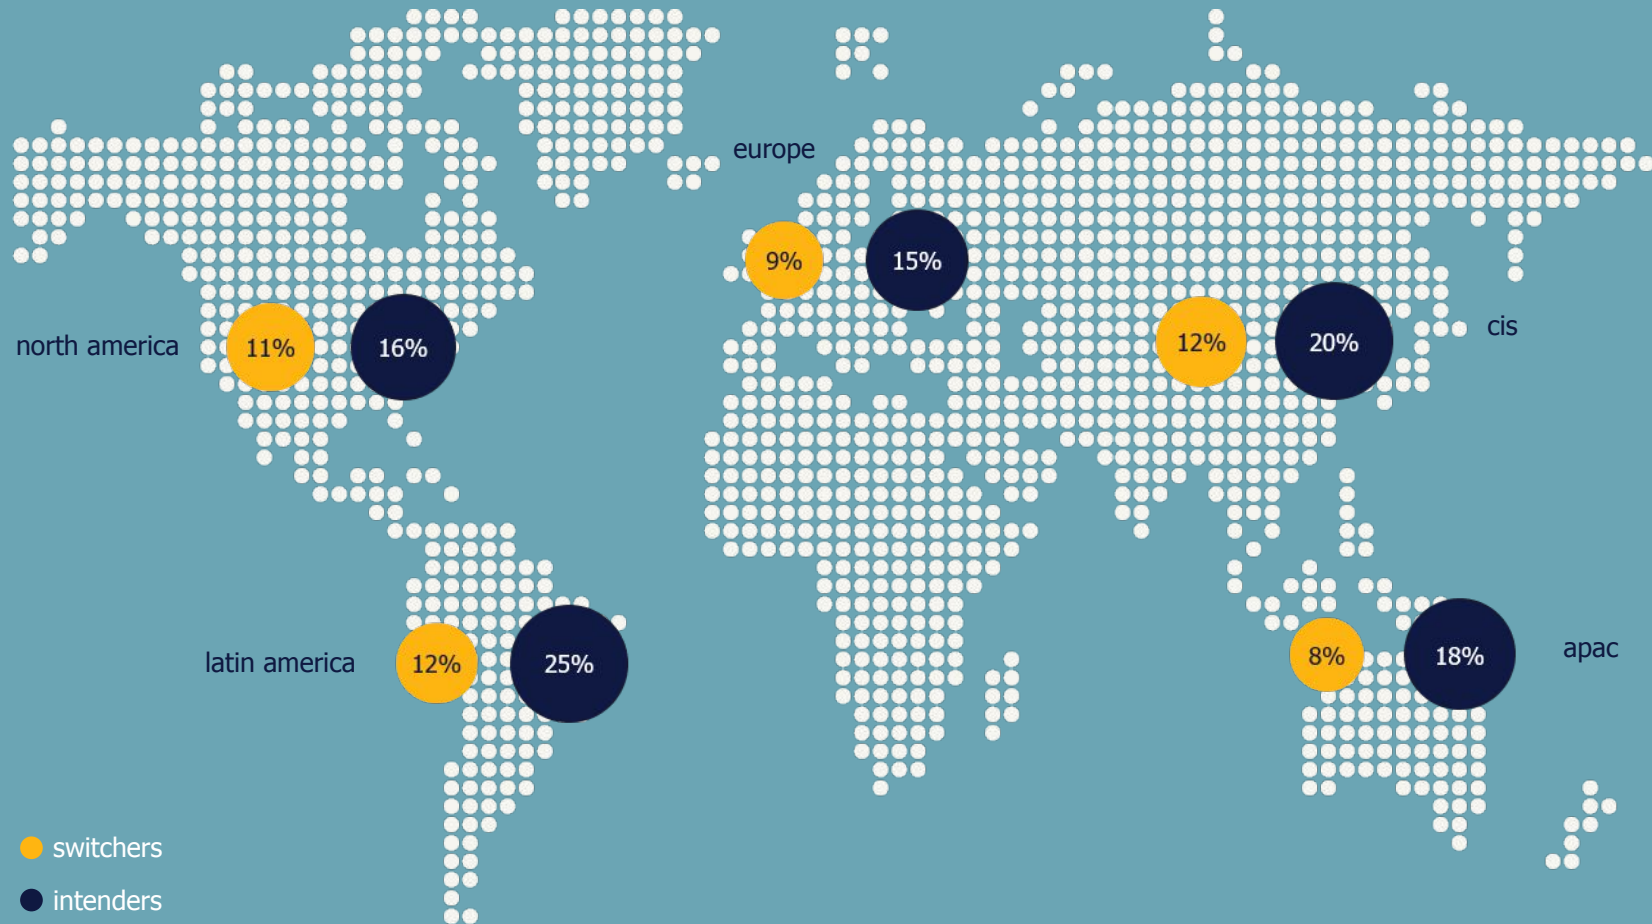 europe
9%
15%
north america
11%
16%
12%
20%
cis
latin america
12%
25%
8%
18%
apac
switchers
intenders